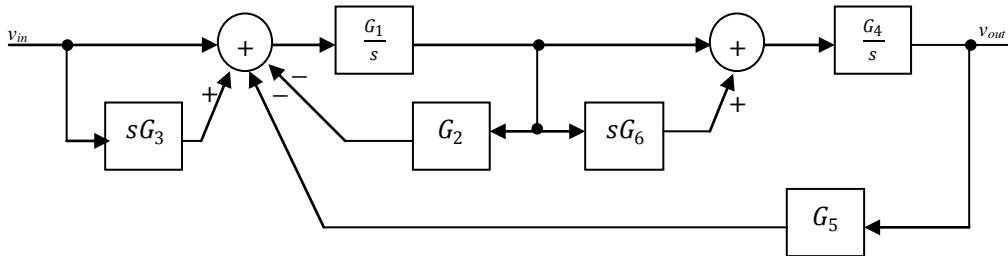 v_in
+
G_1/s
+
G_4/s
v_out
−
−
+
+
sG_3
G_2
sG_6
G_5